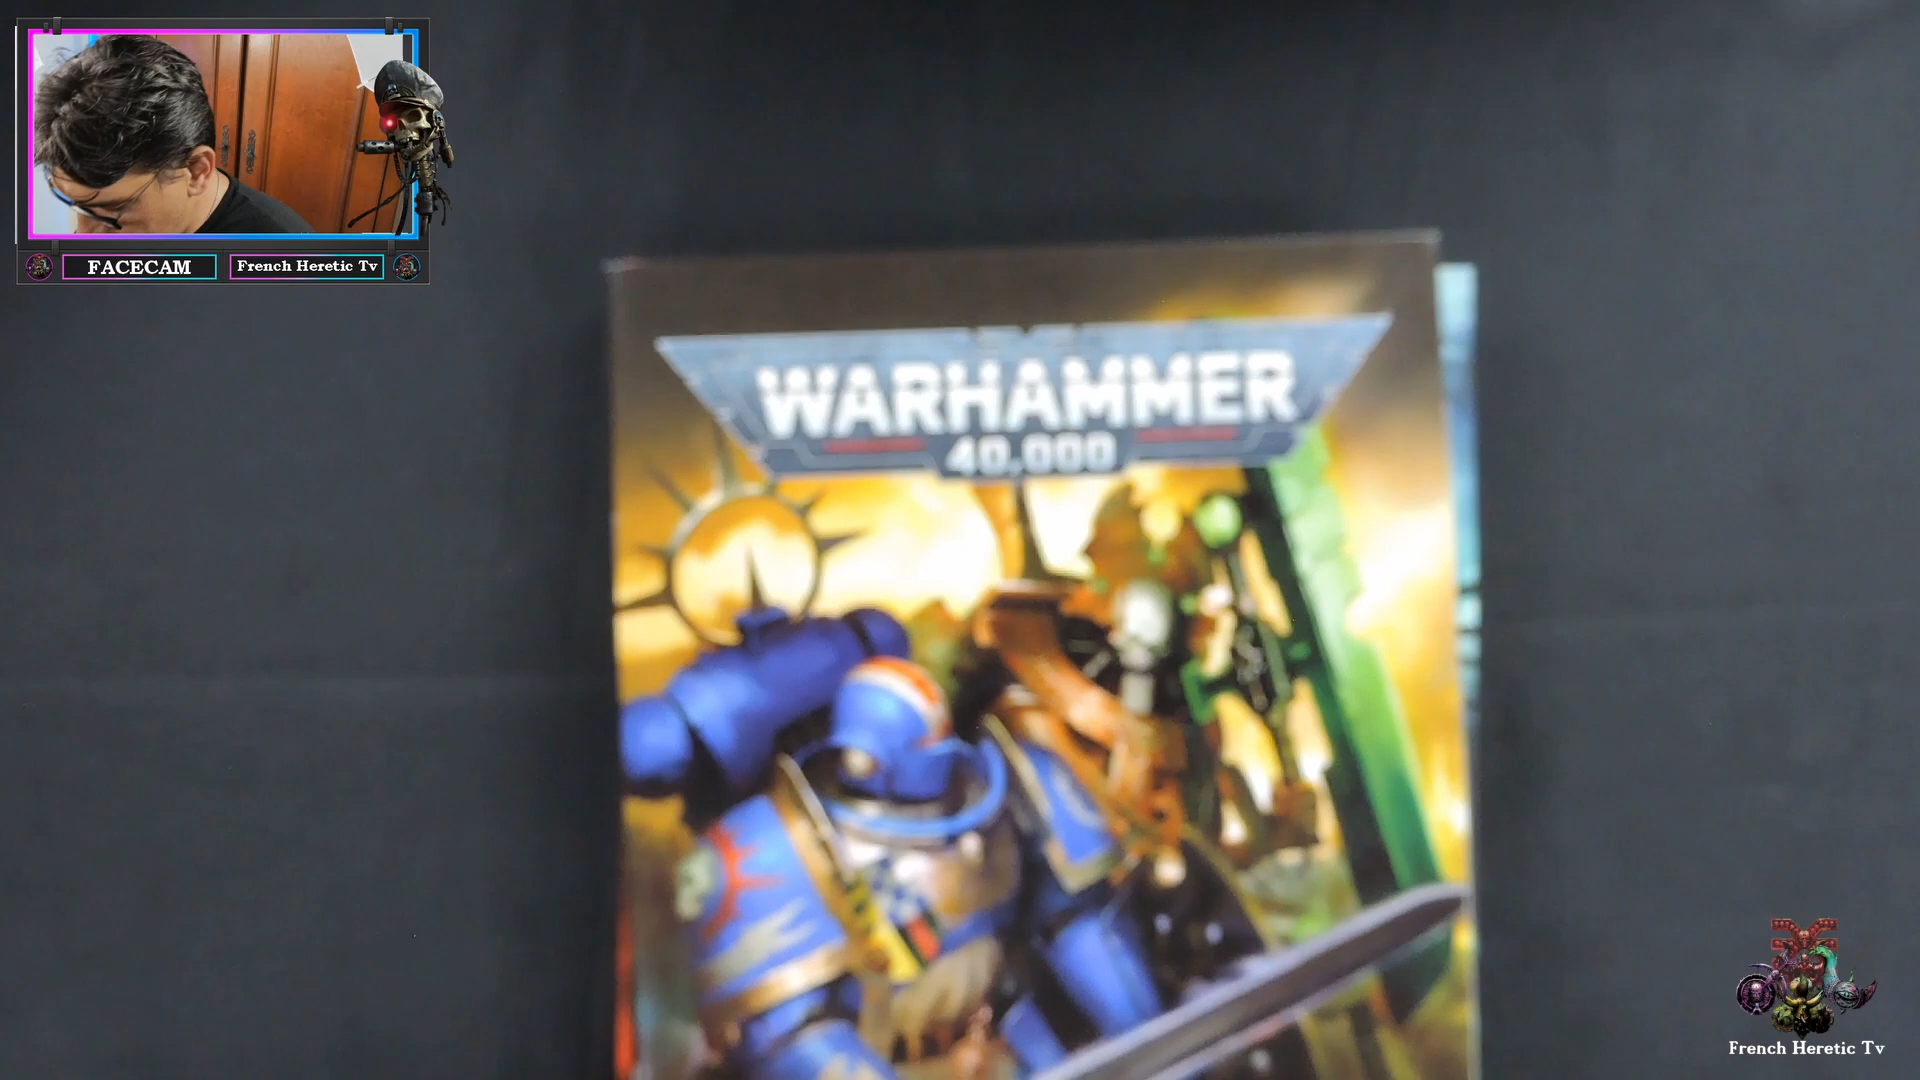 FACECAM
French Heretic Tv
WARHAMMER
40,000
French Heretic Tv